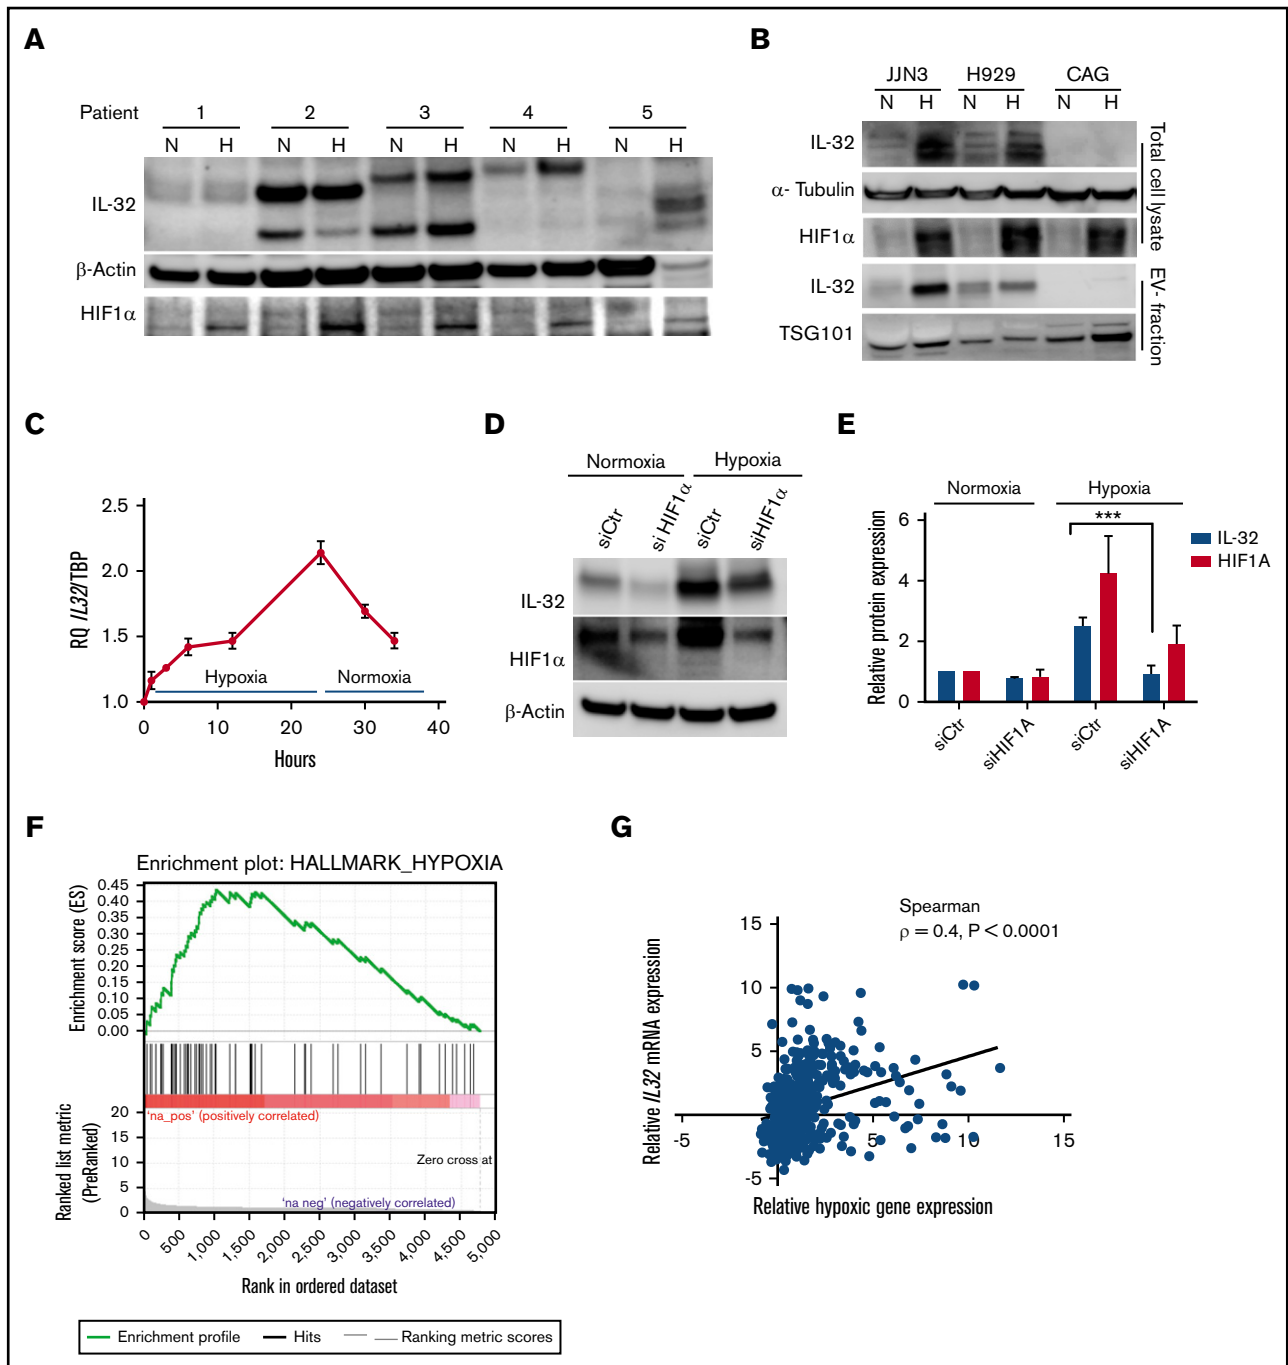 A
Patient 1 2 3 4 5
N H N H N H N H N H
IL-32
β-Actin
HIF1α
B
JJN3 H929 CAG
N H N H N H
IL-32
α- Tubulin
HIF1α
Total cell lysate
IL-32
TSG101
EV- fraction
C
RQ IL32/TBP
2.5
2.0
1.5
1.0
Hypoxia Normoxia
0 10 20 30 40
Hours
D
Normoxia Hypoxia
siCtr si HIF1α siCtr siHIF1α
IL-32
HIF1α
β-Actin
E
Relative protein expression
Normoxia Hypoxia
6
4
2
0
***
IL-32
HIF1A
siCtr siHIF1A siCtr siHIF1A
F
Enrichment plot: HALLMARK_HYPOXIA
Enrichment score (ES)
0.45
0.40
0.35
0.30
0.25
0.20
0.15
0.10
0.05
0.00
Ranked list metric
(PreRanked)
20
15
10
5
0
'na_pos' (positively correlated)
Zero cross at
'na neg' (negatively correlated)
0 500 1,000 1,500 2,000 2,500 3,000 3,500 4,000 4,500 5,000
Rank in ordered dataset
Enrichment profile Hits Ranking metric scores
G
Spearman
ρ = 0.4, P < 0.0001
Relative IL32 mRNA expression
15
10
5
-5
-5 5 10 15
Relative hypoxic gene expression